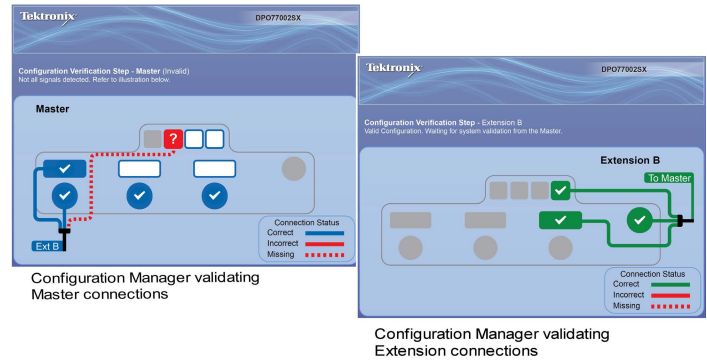 Tektronix
DPO77002SX
Configuration Verification Step - Master (Invalid)
Not all signals detected. Refer to illustration below.
Master
?
Ext B
Connection Status
Correct
Incorrect
Missing
Configuration Manager validating
Master connections
Tektronix
DPO77002SX
Configuration Verification Step - Extension B
Valid Configuration. Waiting for system validation from the Master.
Extension B
To Master
Connection Status
Correct
Incorrect
Missing
Configuration Manager validating
Extension connections